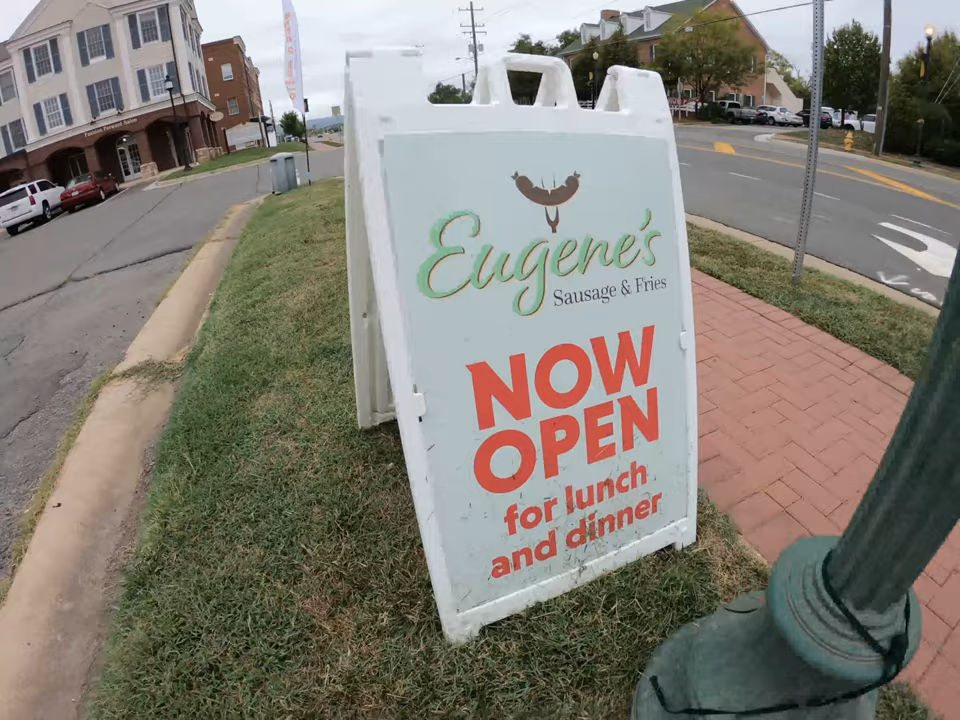 Eugene's
Sausage & Fries
NOW
OPEN
for lunch
and dinner